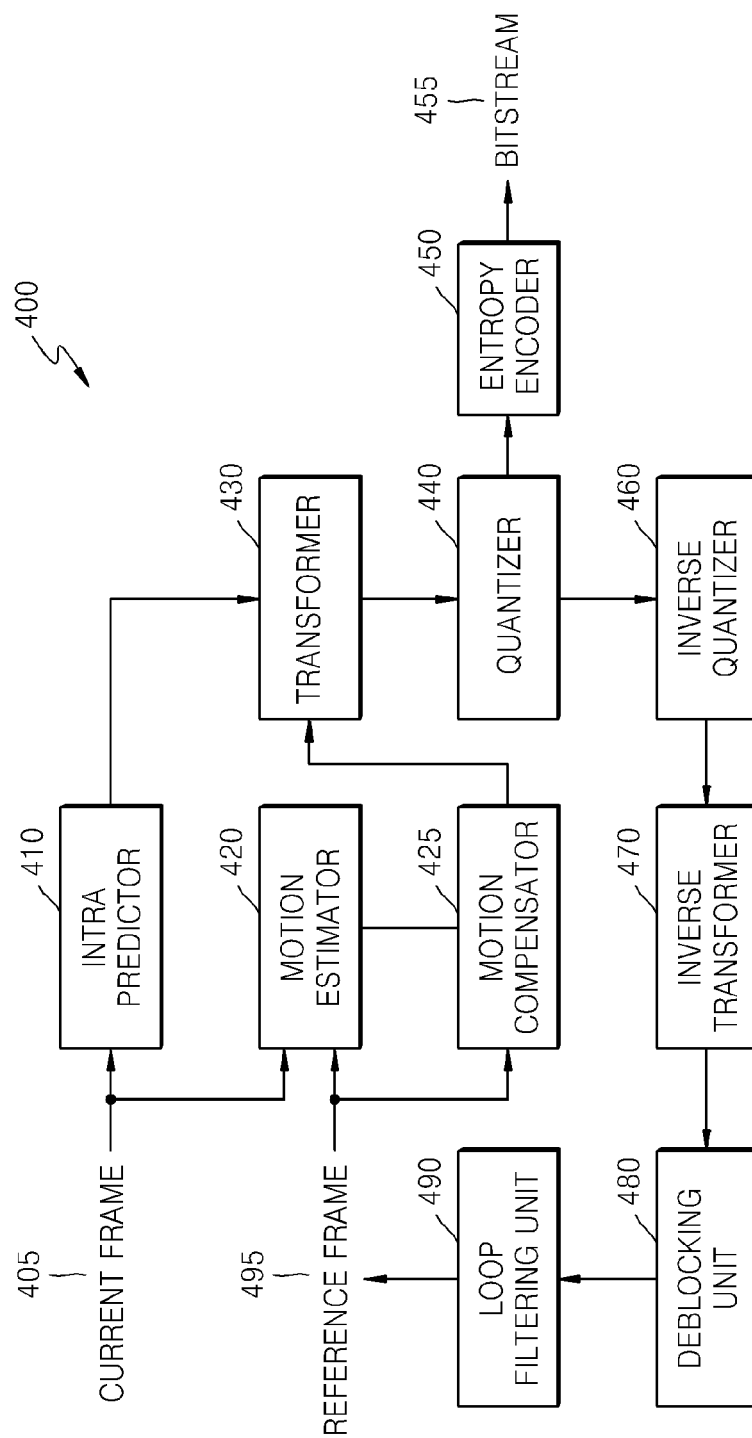 400
405
CURRENT FRAME
495
REFERENCE FRAME
410
INTRA
PREDICTOR
420
MOTION
ESTIMATOR
425
MOTION
COMPENSATOR
430
TRANSFORMER
440
QUANTIZER
450
ENTROPY
ENCODER
455
BITSTREAM
460
INVERSE
QUANTIZER
470
INVERSE
TRANSFORMER
480
DEBLOCKING
UNIT
490
LOOP
FILTERING UNIT